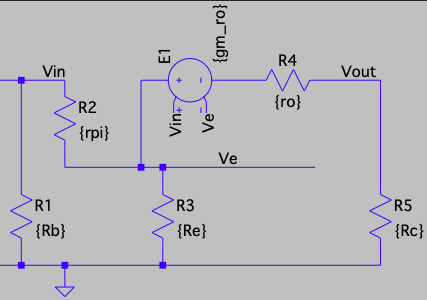 E1
{gm_ro}
R4
Vin
Vout
R2
{ro}
{rpi}
Vin
Ve
Ve
R1
R3
R5
{Rb}
{Re}
{Rc}